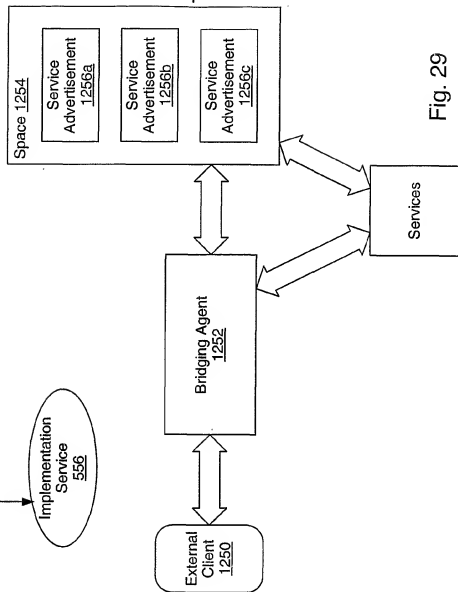 Implementation
Service
556
External
Client
1250
Bridging Agent
1252
Space 1254
Service
Advertisement
1256a
Service
Advertisement
1256b
Service
Advertisement
1256c
Services
Fig. 29